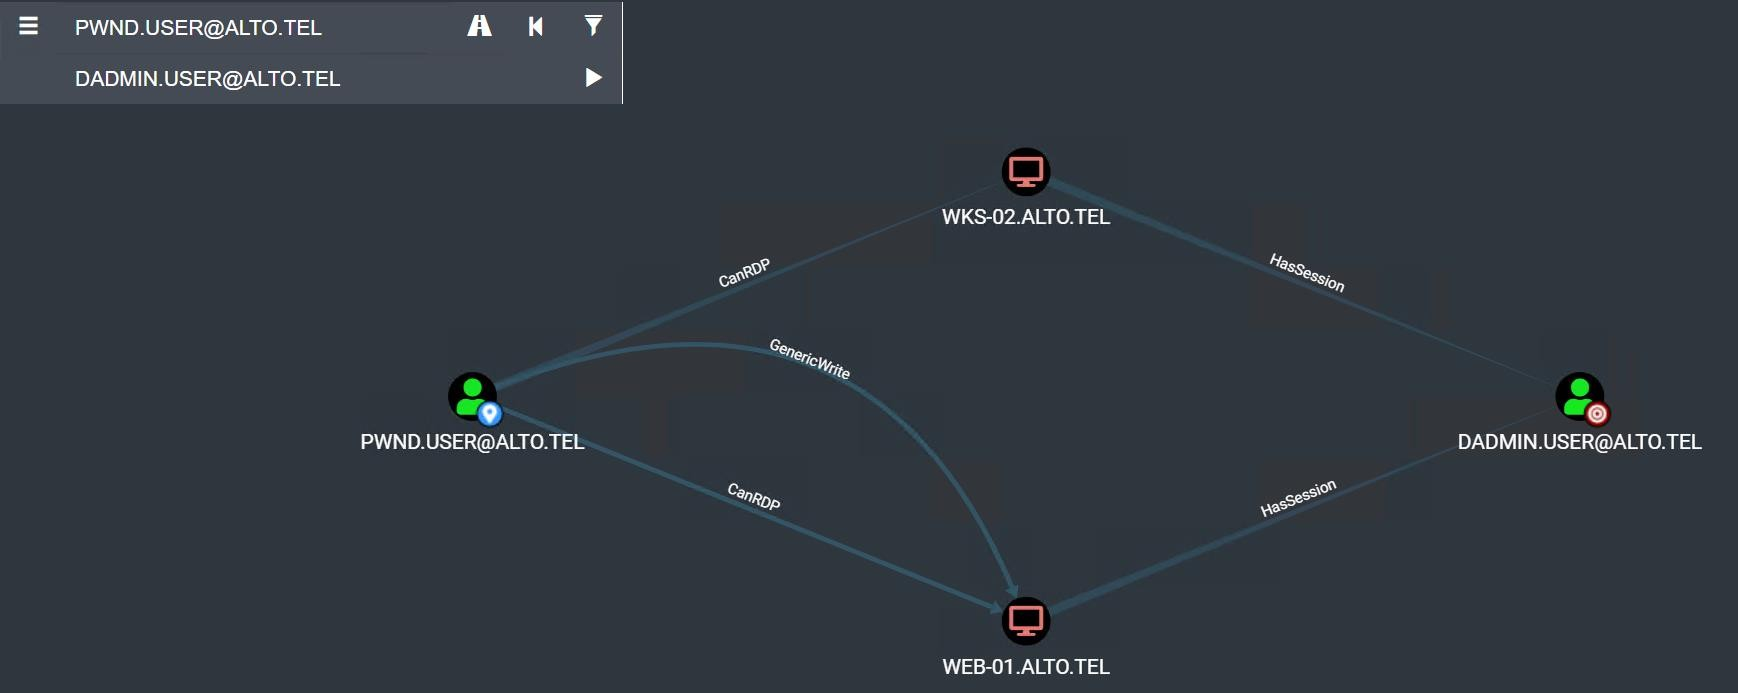 PWND.USER@ALTO.TEL
DADMIN.USER@ALTO.TEL
WKS-02.ALTO.TEL
CanRDP
HasSession
GenericWrite
PWND.USER@ALTO.TEL
DADMIN.USER@ALTO.TEL
CanRDP
HasSession
WEB-01.ALTO.TEL